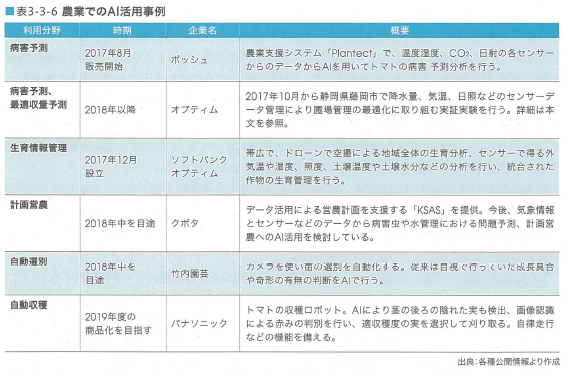 ■表3-3-6 農業でのAI活用事例
利用分野 時期 企業名 概要
病害予測 2017年8月 販売開始 ボッシュ 農業支援システム「Plantect」で、温度湿度、CO₂、日射の各センサー
からのデータからAIを用いてトマトの病害 予測分析を行う。
病害予測、
最適収量予測 2018年以降 オプティム 2017年10月から静岡県藤岡市で降水量、気温、日照などのセンサーデ
ータ管理により圃場管理の最適化に取り組む実証実験を行う。詳細は本
文を参照。
生育情報管理 2017年12月 設立 ソフトバンク オプティム 帯広で、ドローンで空撮による地域全体の生育分析、センサーで得る外
気温や湿度、照度、土壌温度や土壌水分などの分析を行い、統合された
作物の生育管理を行う。
計画営農 2018年中を目途 クボタ データ活用による営農計画を支援する「KSAS」を提供。今後、気象情報
とセンサーなどのデータから病害虫や水管理における問題予測、計画営
農へのAI活用を検討している。
自動選別 2018年中を 目途 竹内園芸 カメラを使い苗の選別を自動化する。従来は目視で行っていた成長具合
や奇形の有無の判断をAIで行う。
自動収穫 2019年度の 商品化を目指す パナソニック トマトの収穫ロボット。AIにより茎の後ろの陰れた実も検出、画像認識
による赤みの判別を行い、適収穫度の実を選択して刈り取る。自律走行
などの機能を備える。
出典：各種公開情報より作成